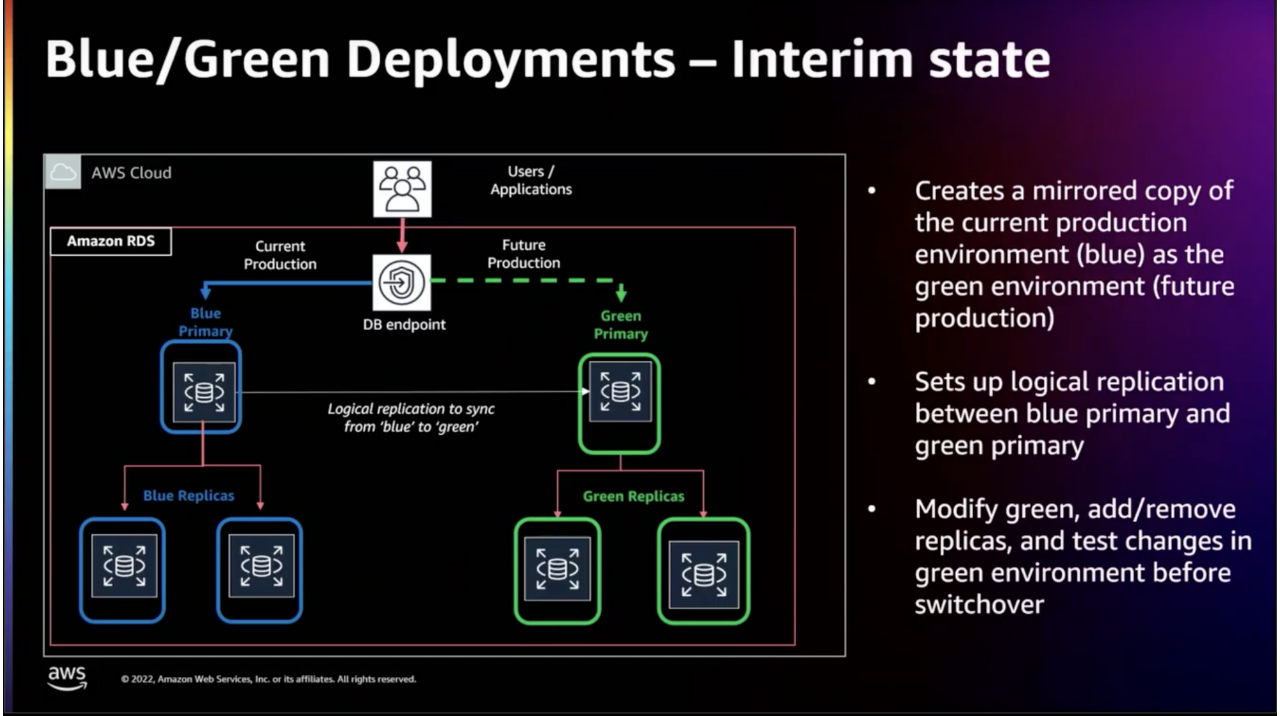 Blue/Green Deployments – Interim state
AWS Cloud
Users /
Applications
Amazon RDS
Current
Production
Future
Production
DB endpoint
Blue
Primary
Green
Primary
Logical replication to sync
from ‘blue’ to ‘green’
Blue Replicas
Green Replicas
• Creates a mirrored copy of
the current production
environment (blue) as the
green environment (future
production)
• Sets up logical replication
between blue primary and
green primary
• Modify green, add/remove
replicas, and test changes in
green environment before
switchover
aws
© 2022, Amazon Web Services, Inc. or its affiliates. All rights reserved.